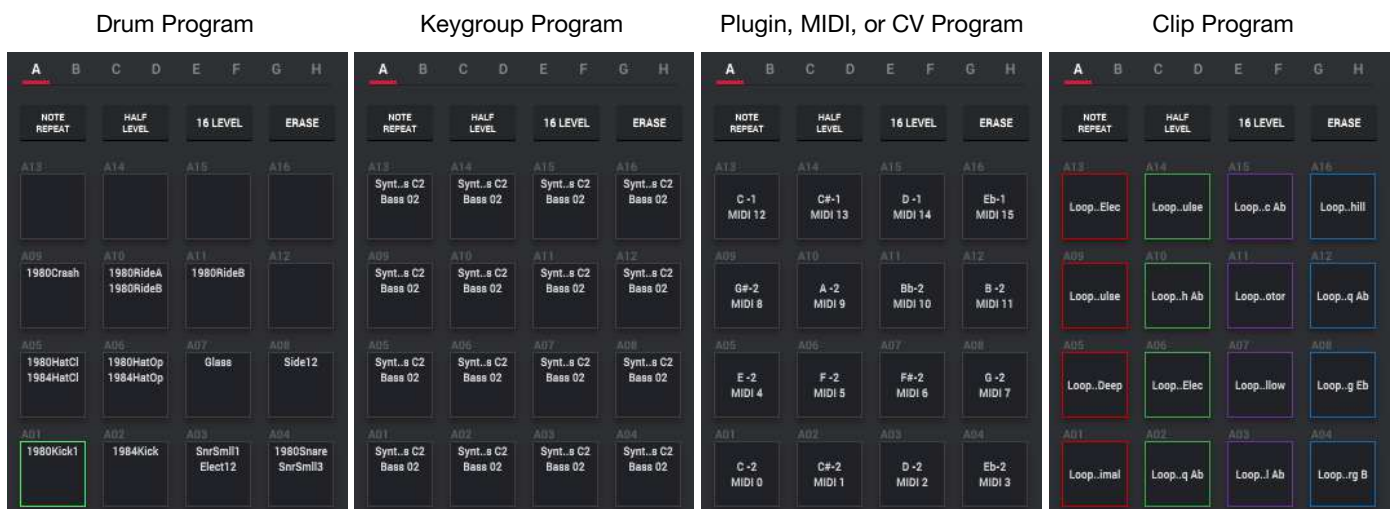 Drum Program
A B C D E F G H
NOTE REPEAT
HALF LEVEL
16 LEVEL
ERASE
A13 A14 A15 A16
A09 A10 A11 A12
1980Crash
1980RideA
1980RideB
1980RideB
A05 A06 A07 A08
1980HatCl
1984HatCl
1980HatOp
1984HatOp
Glass
Side12
A01 A02 A03 A04
1980Kick1
1984Kick
SnrSmll1
Elect12
1980Snare
SnrSmll3
Keygroup Program
A B C D E F G H
NOTE REPEAT
HALF LEVEL
16 LEVEL
ERASE
A13 A14 A15 A16
Synt..s C2 Synt..s C2 Synt..s C2 Synt..s C2
Bass 02 Bass 02 Bass 02 Bass 02
A09 A10 A11 A12
Synt..s C2 Synt..s C2 Synt..s C2 Synt..s C2
Bass 02 Bass 02 Bass 02 Bass 02
A05 A06 A07 A08
Synt..s C2 Synt..s C2 Synt..s C2 Synt..s C2
Bass 02 Bass 02 Bass 02 Bass 02
A01 A02 A03 A04
Synt..s C2 Synt..s C2 Synt..s C2 Synt..s C2
Bass 02 Bass 02 Bass 02 Bass 02
Plugin, MIDI, or CV Program
A B C D E F G H
NOTE REPEAT
HALF LEVEL
16 LEVEL
ERASE
A13 A14 A15 A16
C -1 C#-1 D -1 Eb-1
MIDI 12 MIDI 13 MIDI 14 MIDI 15
A09 A10 A11 A12
G#-2 A -2 Bb-2 B -2
MIDI 8 MIDI 9 MIDI 10 MIDI 11
A05 A06 A07 A08
E -2 F -2 F#-2 G -2
MIDI 4 MIDI 5 MIDI 6 MIDI 7
A01 A02 A03 A04
C -2 C#-2 D -2 Eb-2
MIDI 0 MIDI 1 MIDI 2 MIDI 3
Clip Program
A B C D E F G H
NOTE REPEAT
HALF LEVEL
16 LEVEL
ERASE
A13 A14 A15 A16
Loop..Elec Loop..ulse Loop..c Ab Loop..hill
A09 A10 A11 A12
Loop..ulse Loop..h Ab Loop..otor Loop..q Ab
A05 A06 A07 A08
Loop..Deep Loop..Elec Loop..llow Loop..g Eb
A01 A02 A03 A04
Loop..imal Loop..q Ab Loop..l Ab Loop..rg B